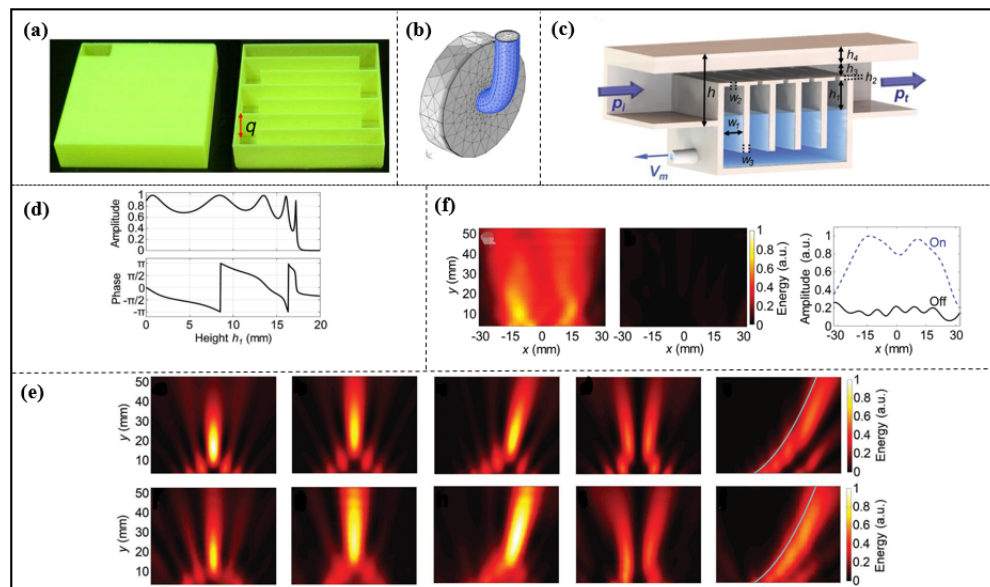 (a)
q
(b)
(c)
h
h₄
h₃
h₂
h₁
w₂
w₁
w₃
pᵢ
pₜ
Vₘ
(d)
Amplitude
1
0.8
0.6
0.4
0.2
0
Phase
π
π/2
0
-π/2
-π
0 5 10 15 20
Height h₁ (mm)
(f)
y (mm)
50
40
30
20
10
-30 -15 0 15 30
x (mm)
-30 -15 0 15 30
x (mm)
1
0.8
0.6
0.4
0.2
0
Energy (a.u.)
Amplitude (a.u.)
1
0.8
0.6
0.4
0.2
0
On
Off
-30 -15 0 15 30
x (mm)
(e)
y (mm)
50
40
30
20
10
1
0.8
0.6
0.4
0.2
0
Energy (a.u.)
y (mm)
50
40
30
20
10
1
0.8
0.6
0.4
0.2
0
Energy (a.u.)